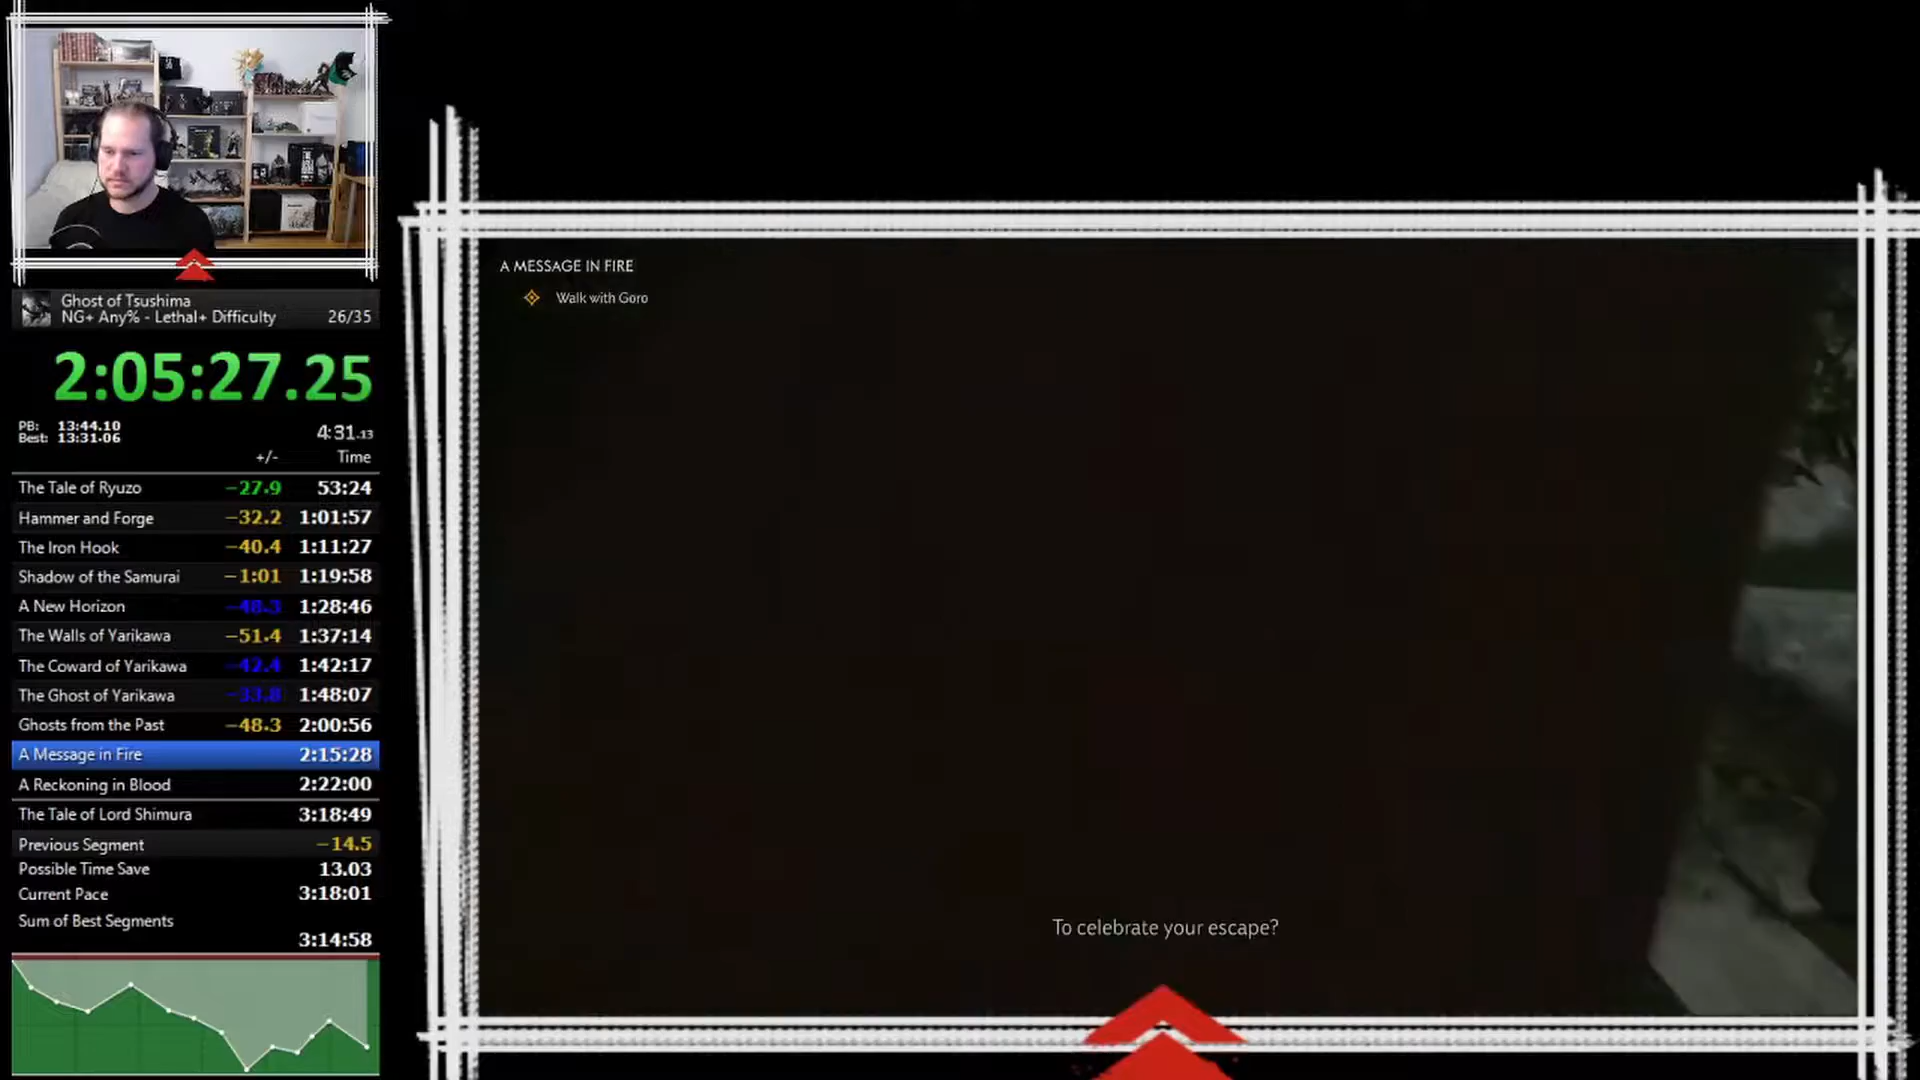 Ghost of Tsushima
NG+ Any% - Lethal+ Difficulty 26/35
2:05:27.25
PB: 13:44.10
Best: 13:31.06
4:31.13
+/- Time
The Tale of Ryuzo −27.9 53:24
Hammer and Forge −32.2 1:01:57
The Iron Hook −40.4 1:11:27
Shadow of the Samurai −1:01 1:19:58
A New Horizon −48.3 1:28:46
The Walls of Yarikawa −51.4 1:37:14
The Coward of Yarikawa −42.4 1:42:17
The Ghost of Yarikawa −33.8 1:48:07
Ghosts from the Past −48.3 2:00:56
A Message in Fire 2:15:28
A Reckoning in Blood 2:22:00
The Tale of Lord Shimura 3:18:49
Previous Segment −14.5
Possible Time Save 13.03
Current Pace 3:18:01
Sum of Best Segments
3:14:58
A MESSAGE IN FIRE
Walk with Goro
To celebrate your escape?